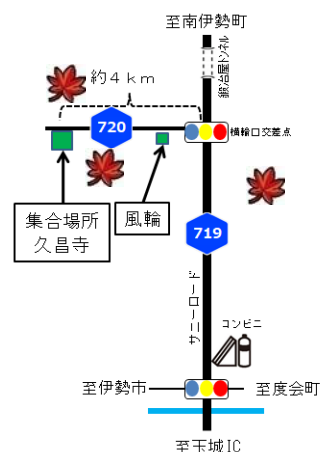 至南伊勢町
鍛治屋トンネル
約4km
720
横輪口交差点
集合場所
久昌寺
風輪
719
サニーロード
コンビニ
至伊勢市
至度会町
至玉城IC